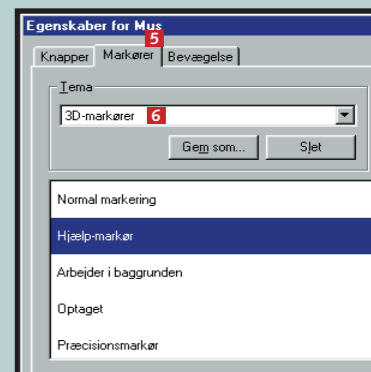 Egenskaber for Mus
5
Knapper Markører Bevægelse
Tema
3D-markører 6
Gem som... Slet
Normal markering
Hjælp-markør
Arbejder i baggrunden
Optaget
Præcisionsmarkør